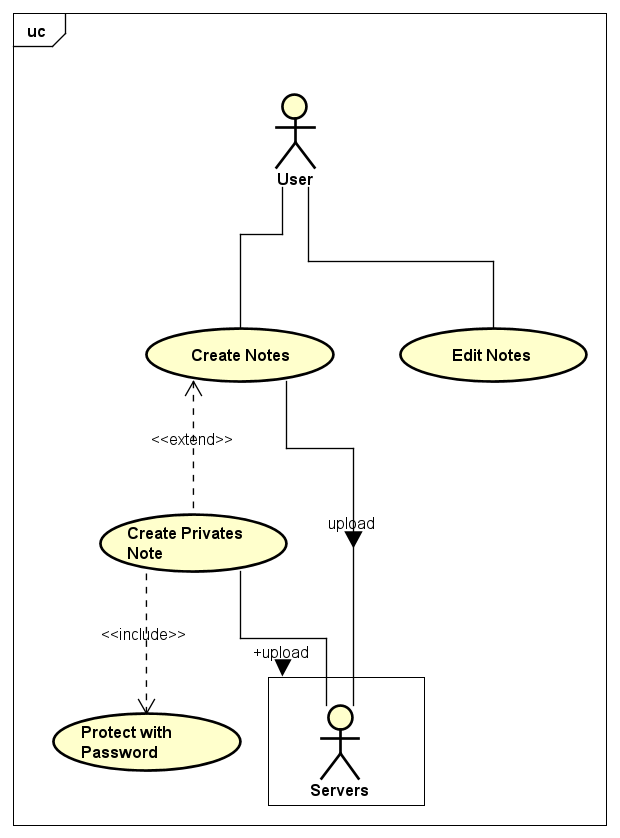 uc
User
Create Notes
Edit Notes
<<extend>>
upload
Create Privates
Note
<<include>>
+upload
Protect with
Password
Servers